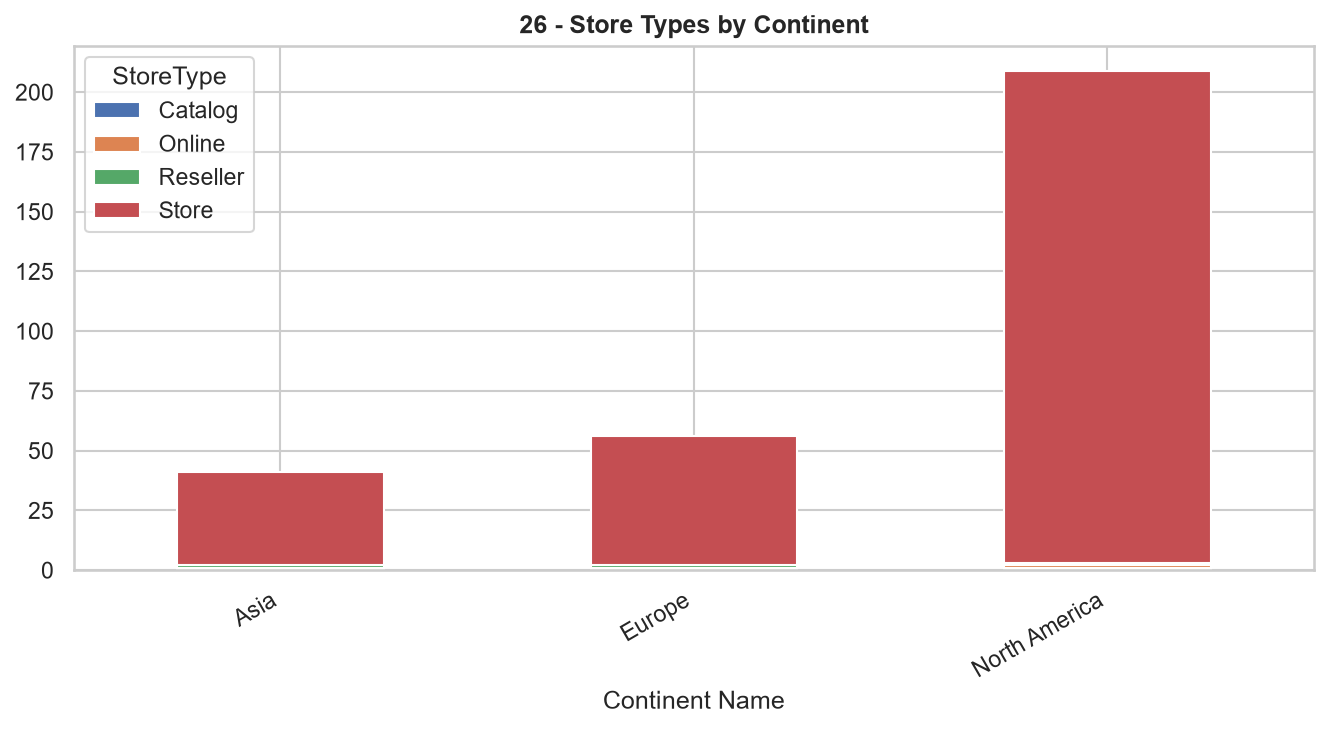 26 - Store Types by Continent
StoreType
Catalog
Online
Reseller
Store
200
175
150
125
100
75
50
25
0
Asia
Europe
North America
Continent Name